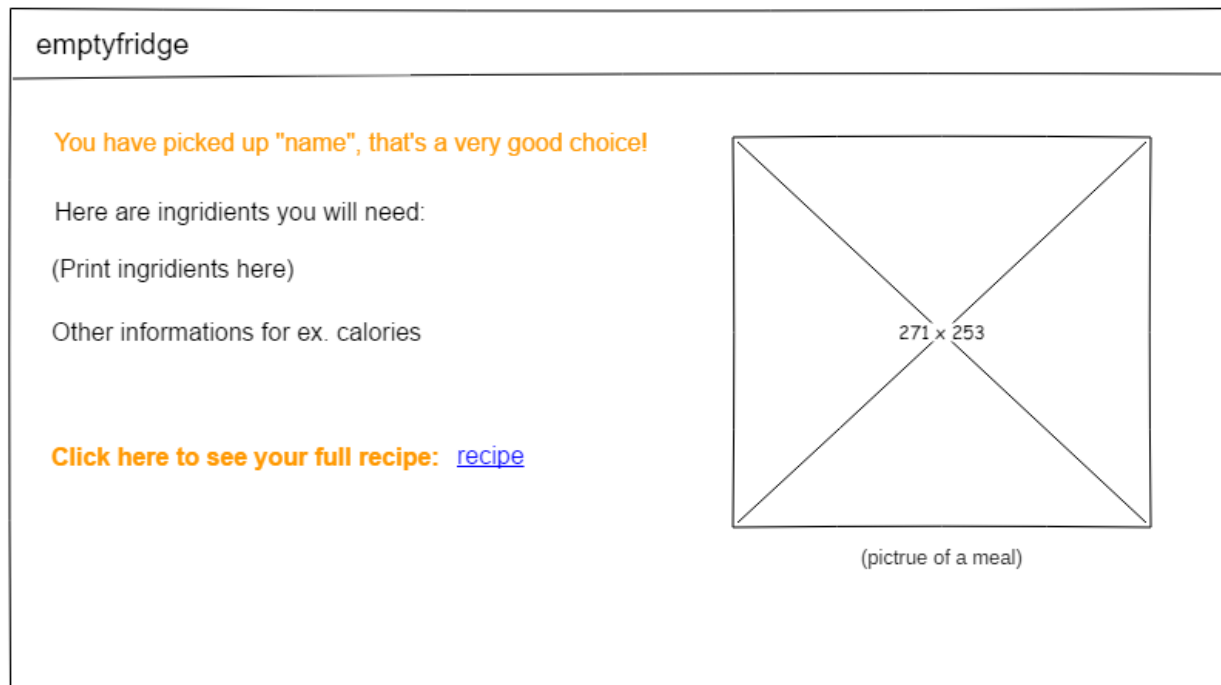 emptyfridge
You have picked up "name", that's a very good choice!
Here are ingridients you will need:
(Print ingridients here)
Other informations for ex. calories
271 x 253
Click here to see your full recipe: recipe
(pictrue of a meal)